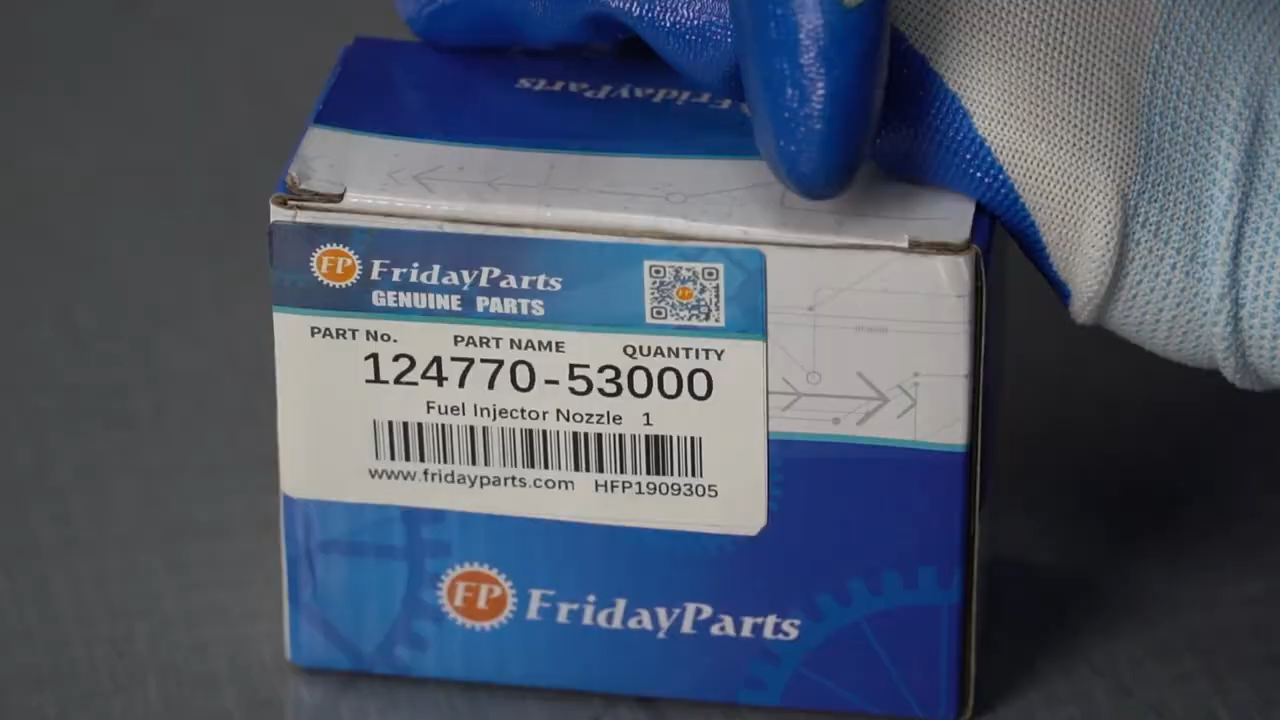 FridayParts
FP FridayParts
GENUINE PARTS
FP
PART No. PART NAME QUANTITY
124770-53000
Fuel Injector Nozzle 1
www.fridayparts.com HFP1909305
FP FridayParts